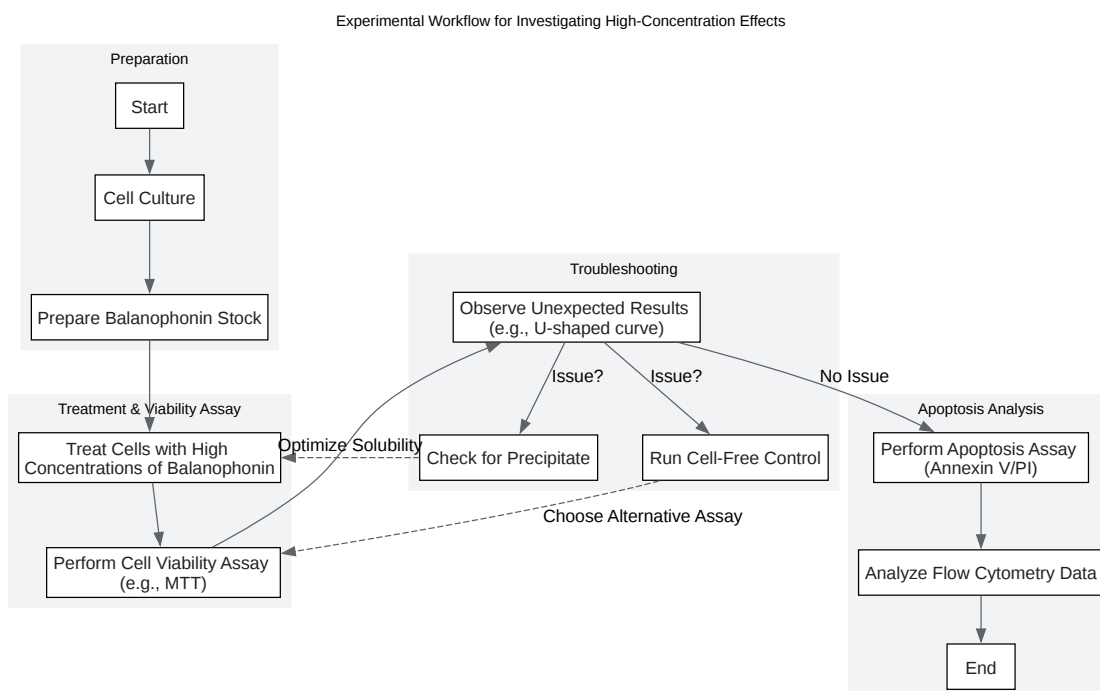 Experimental Workflow for Investigating High-Concentration Effects
Preparation
Start
Cell Culture
Prepare Balanophonin Stock
Treatment & Viability Assay
Treat Cells with High
Concentrations of Balanophonin
Perform Cell Viability Assay
(e.g., MTT)
Troubleshooting
Observe Unexpected Results
(e.g., U-shaped curve)
Issue?
Issue?
No Issue
Optimize Solubility
Check for Precipitate
Run Cell-Free Control
Choose Alternative Assay
Apoptosis Analysis
Perform Apoptosis Assay
(Annexin V/PI)
Analyze Flow Cytometry Data
End